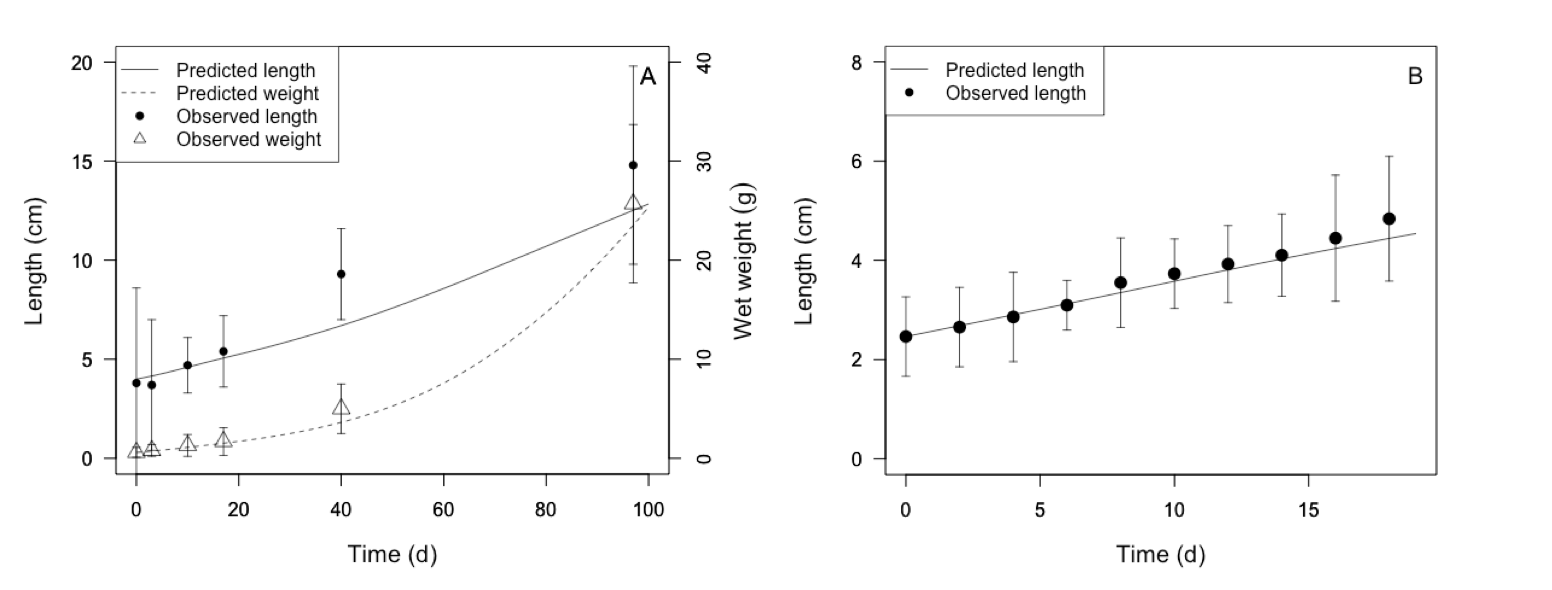 Predicted length
Predicted weight
Observed length
Observed weight
A
20
15
10
5
0
Length (cm)
40
30
20
10
0
Wet weight (g)
0 20 40 60 80 100
Time (d)
Predicted length
Observed length
B
8
6
4
2
0
Length (cm)
0 5 10 15
Time (d)